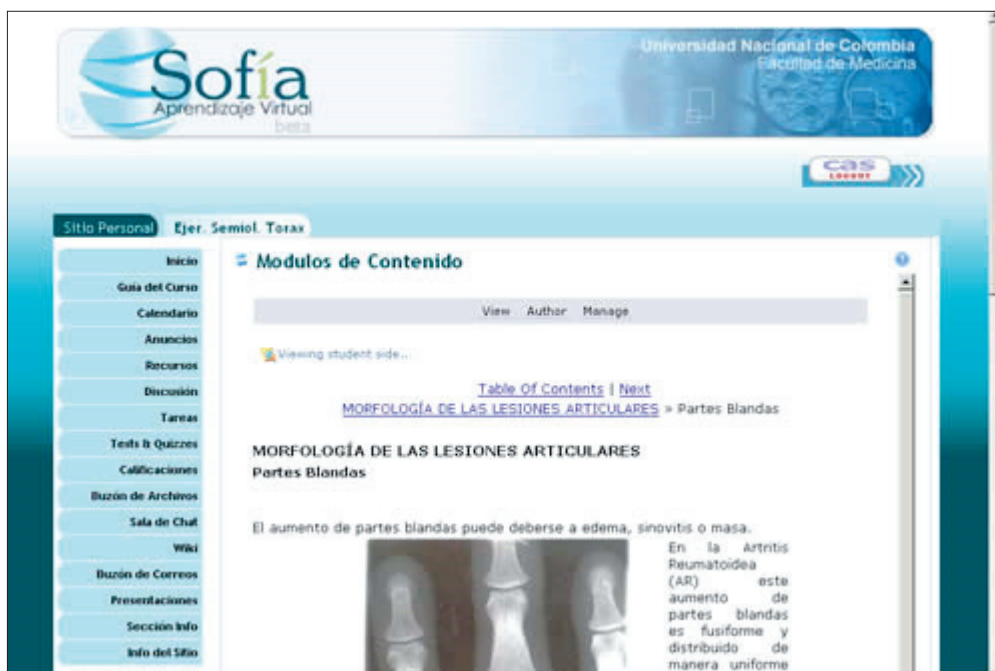 Sofía
Aprendizaje Virtual
beta
Universidad Nacional de Colombia
Facultad de Medicina
cas
LOGOUT
Sitio Personal
Ejer. Semiol. Torax
Inicio
Guía del Curso
Calendario
Anuncios
Recursos
Discusión
Tareas
Tests & Quizzes
Calificaciones
Buzón de Archivos
Sala de Chat
Wiki
Buzón de Correos
Presentaciones
Sección Info
Info del Sitio
Modulos de Contenido
View Author Manage
Viewing student side...
Table Of Contents | Next
MORFOLOGÍA DE LAS LESIONES ARTICULARES » Partes Blandas
MORFOLOGÍA DE LAS LESIONES ARTICULARES
Partes Blandas
El aumento de partes blandas puede deberse a edema, sinovitis o masa.
En la Artritis
Reumatoidea
(AR) este
aumento de
partes blandas
es fusiforme y
distribuido de
manera uniforme